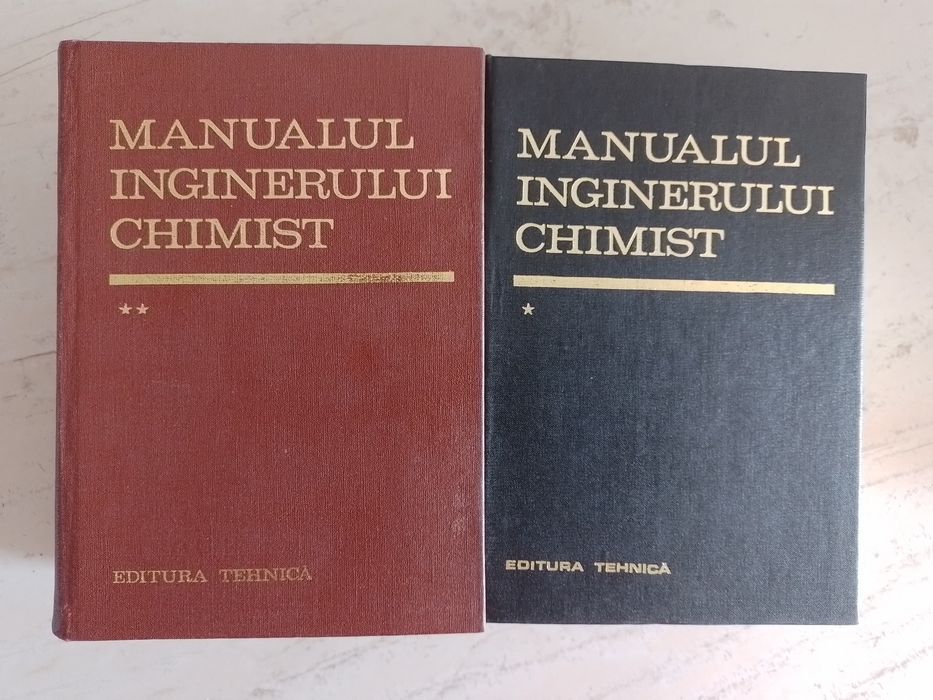 MANUALUL
INGINERULUI
CHIMIST
★★
EDITURA TEHNICĂ
MANUALUL
INGINERULUI
CHIMIST
★
EDITURA TEHNICĂ